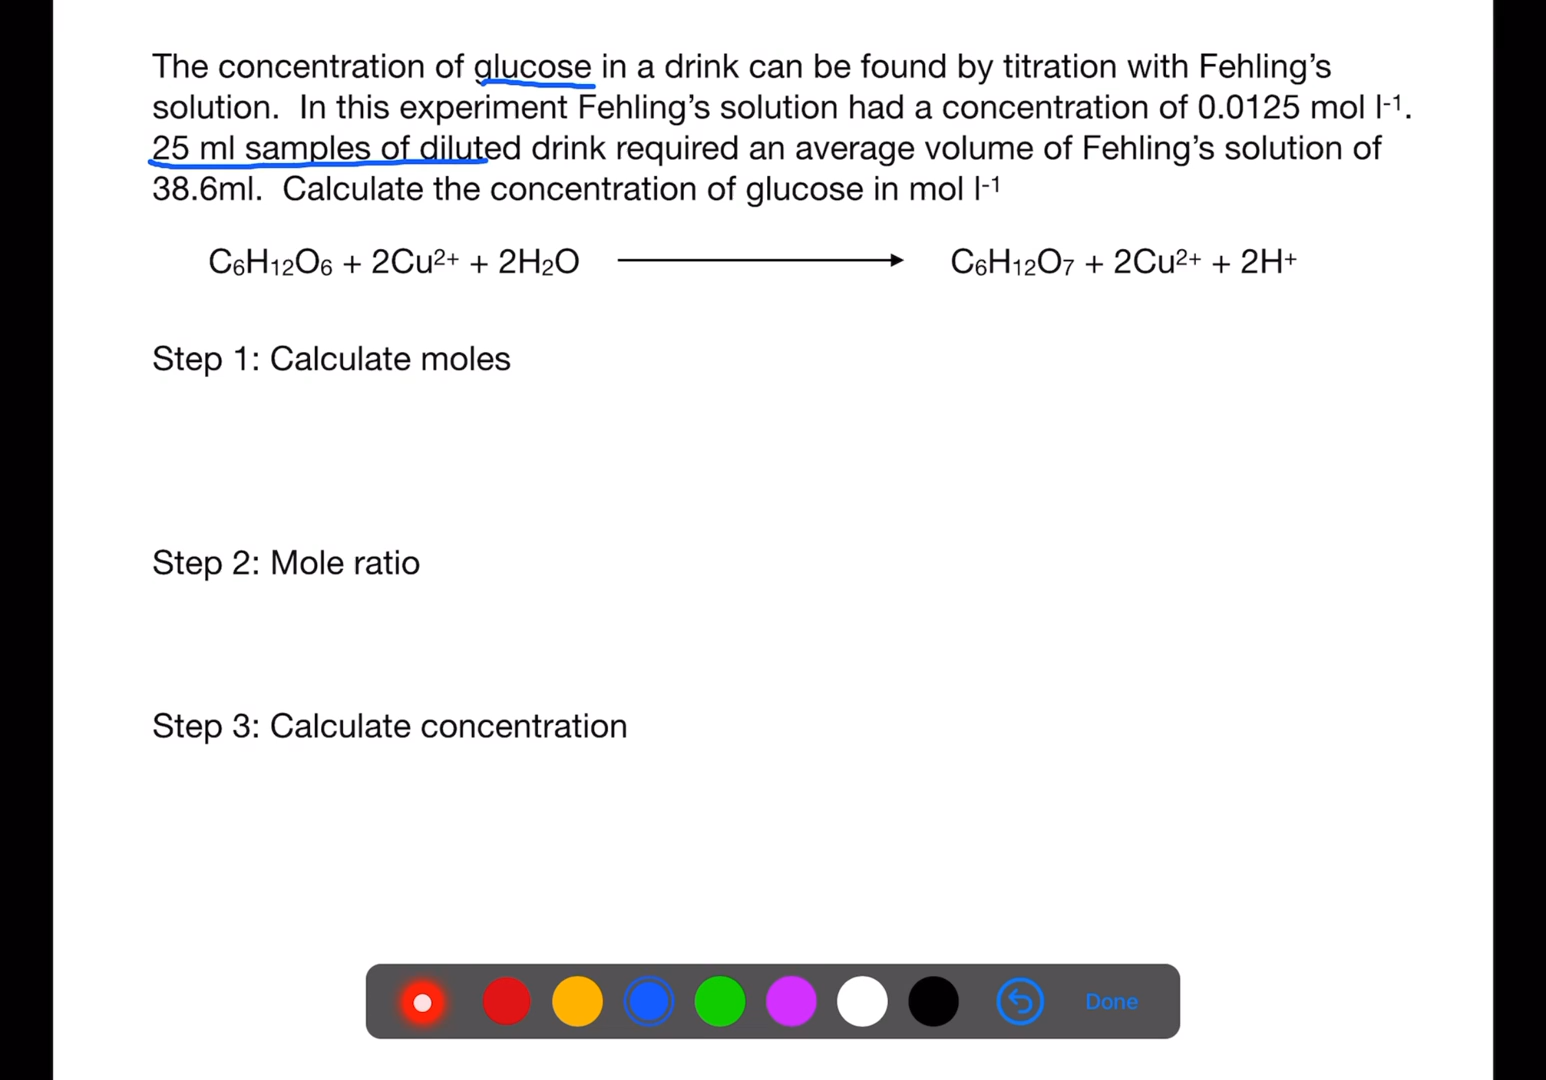 The concentration of glucose in a drink can be found by titration with Fehling’s
solution.  In this experiment Fehling’s solution had a concentration of 0.0125 mol l-1.
25 ml samples of diluted drink required an average volume of Fehling’s solution of
38.6ml.  Calculate the concentration of glucose in mol l-1
C6H12O6 + 2Cu2+ + 2H2O → C6H12O7 + 2Cu2+ + 2H+
Step 1: Calculate moles
Step 2: Mole ratio
Step 3: Calculate concentration
Done